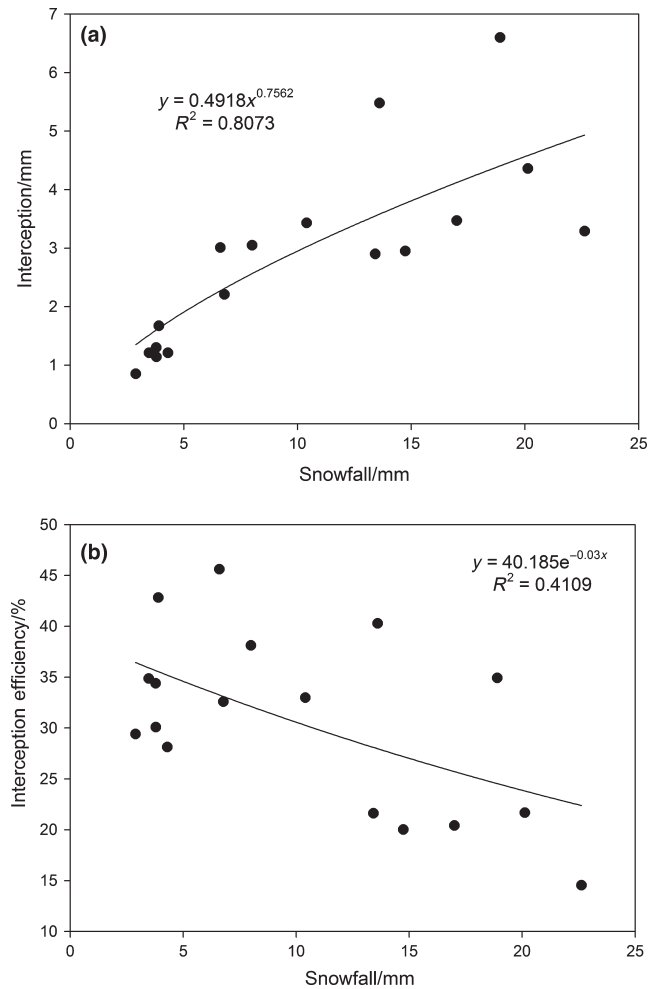 (a)
y = 0.4918x^0.7562
R² = 0.8073
7
6
5
4
3
2
1
0
Interception/mm
0 5 10 15 20 25
Snowfall/mm
(b)
y = 40.185e^−0.03x
R² = 0.4109
50
45
40
35
30
25
20
15
10
Interception efficiency/%
0 5 10 15 20 25
Snowfall/mm